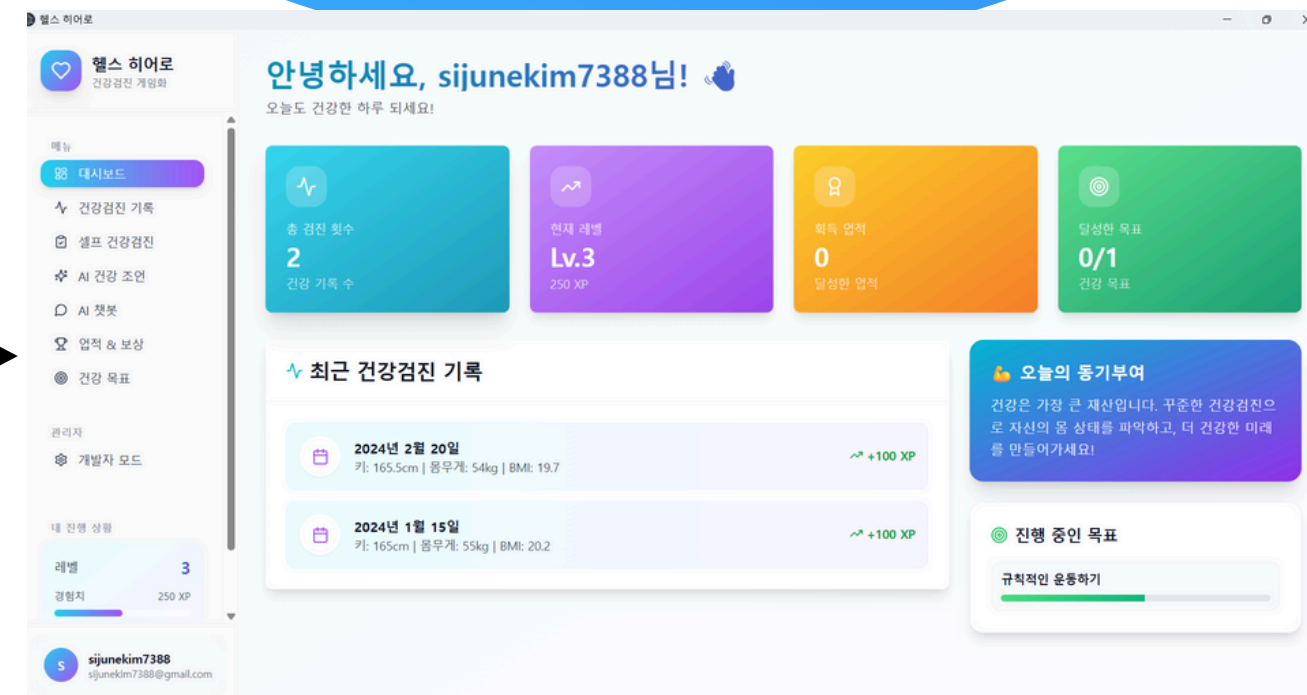 헬스 히어로
헬스 히어로
건강검진 게임화
메뉴
대시보드
건강검진 기록
셀프 건강검진
AI 건강 조언
AI 챗봇
업적 & 보상
건강 목표
관리자
개발자 모드
내 진행 상황
레벨 3
경험치 250 XP
S
sijunekim7388
sijunekim7388@gmail.com
안녕하세요, sijunekim7388님!
오늘도 건강한 하루 되세요!
총 검진 횟수
2
건강 기록 수
현재 레벨
Lv.3
250 XP
획득 업적
0
달성한 업적
달성한 목표
0/1
건강 목표
최근 건강검진 기록
2024년 2월 20일
키: 165.5cm | 몸무게: 54kg | BMI: 19.7
+100 XP
2024년 1월 15일
키: 165cm | 몸무게: 55kg | BMI: 20.2
+100 XP
오늘의 동기부여
건강은 가장 큰 재산입니다. 꾸준한 건강검진으
로 자신의 몸 상태를 파악하고, 더 건강한 미래
를 만들어가세요!
진행 중인 목표
규칙적인 운동하기